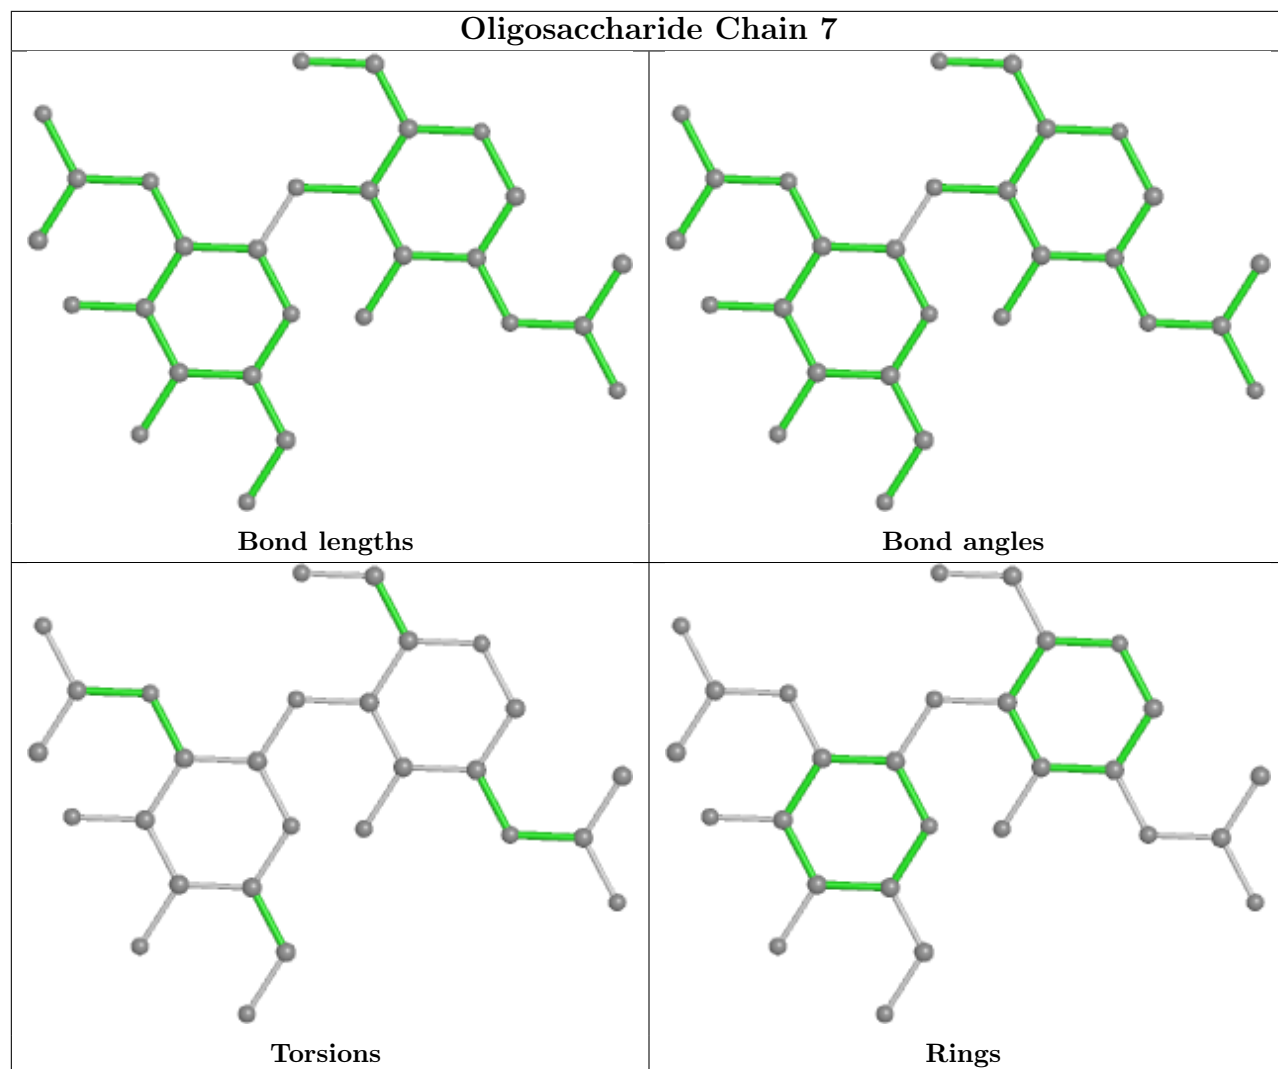 Oligosaccharide Chain 7
Bond lengths
Bond angles
Torsions
Rings